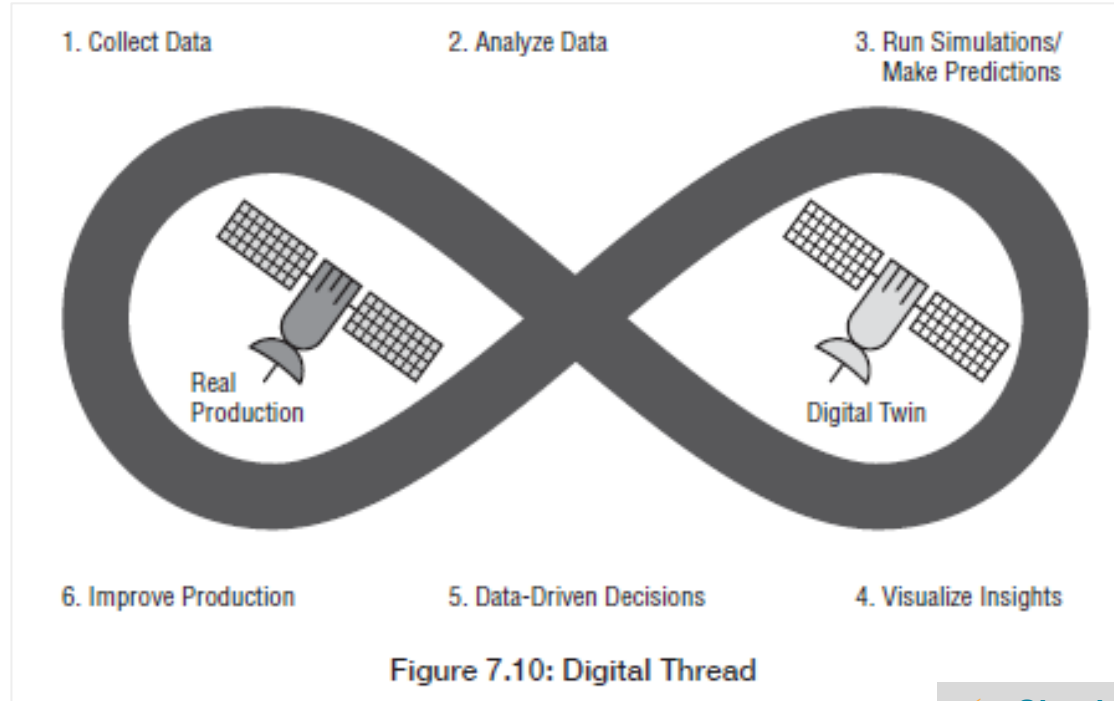 1. Collect Data
2. Analyze Data
3. Run Simulations/
Make Predictions
Real
Production
Digital Twin
6. Improve Production
5. Data-Driven Decisions
4. Visualize Insights
Figure 7.10: Digital Thread